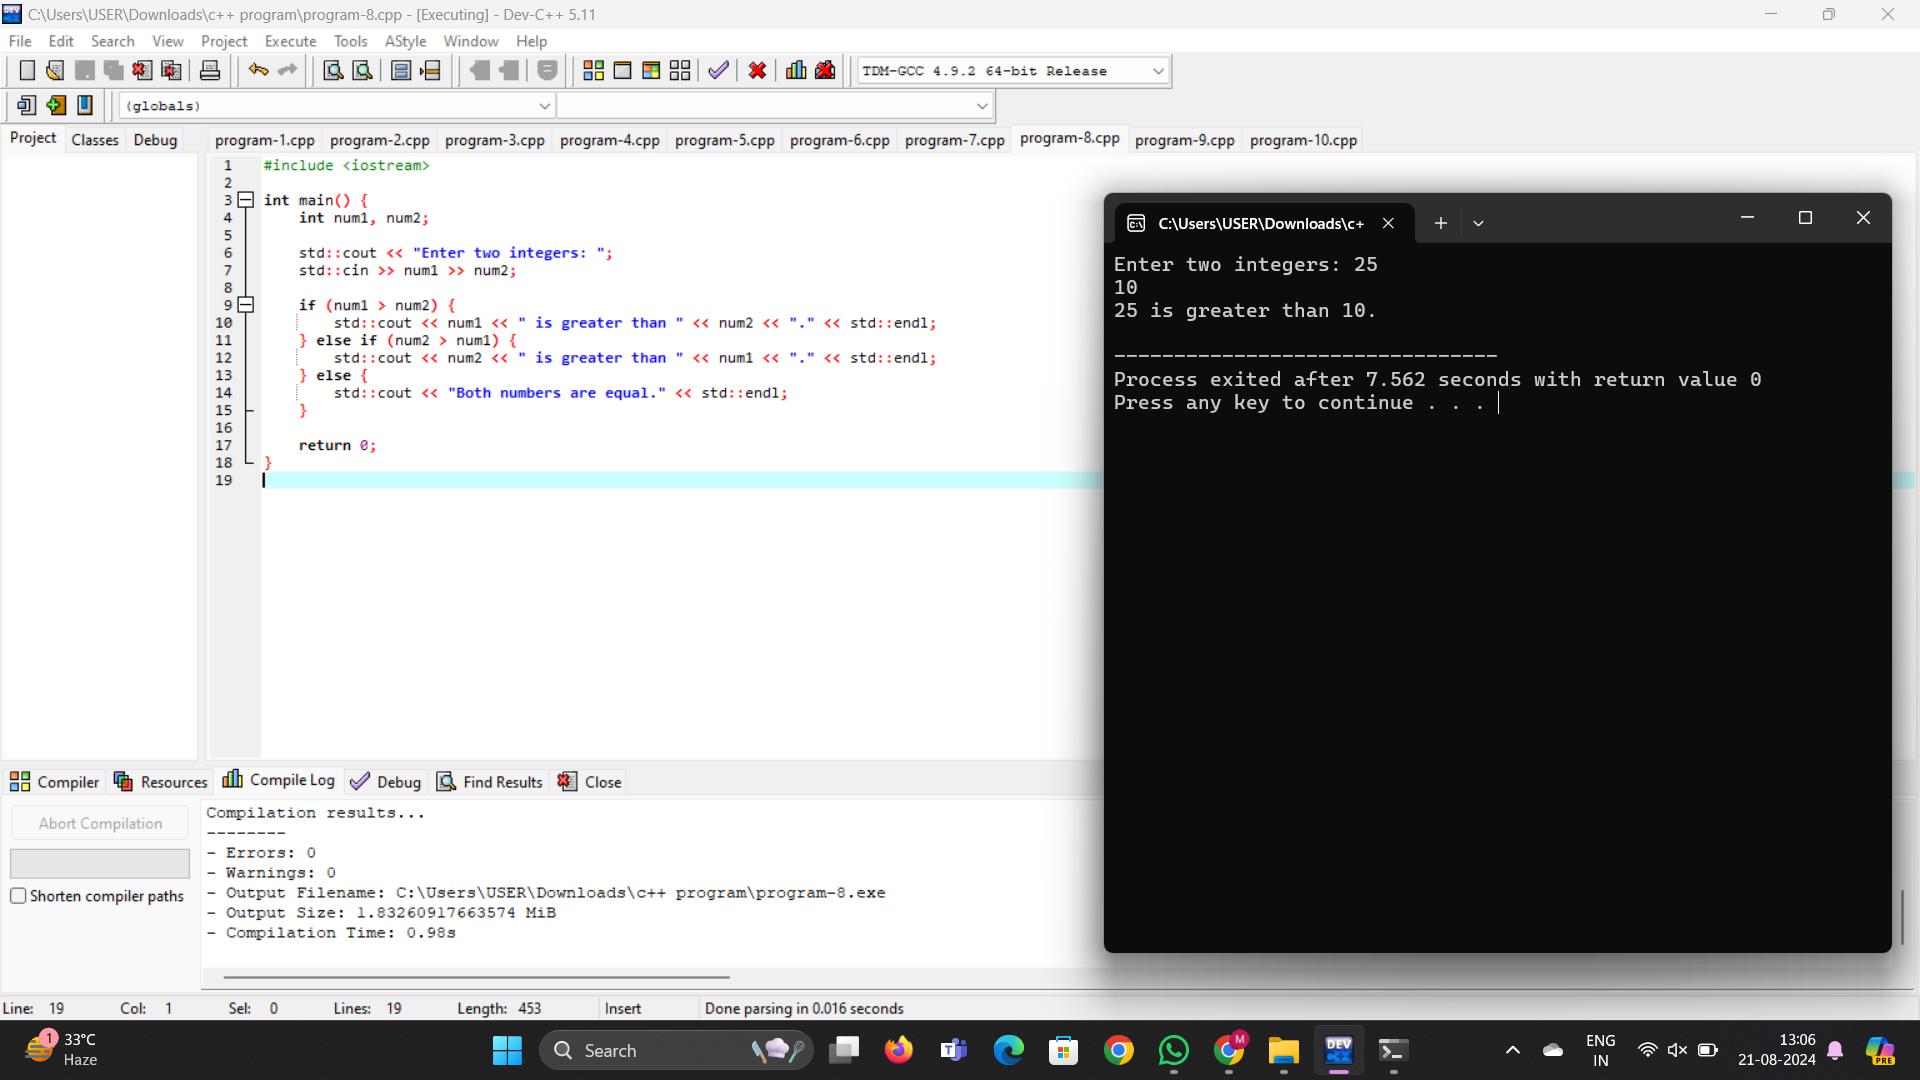 C:\Users\USER\Downloads\c++ program\program-8.cpp - [Executing] - Dev-C++ 5.11
File Edit Search View Project Execute Tools AStyle Window Help
TDM-GCC 4.9.2 64-bit Release
(globals)
Project Classes Debug
program-1.cpp program-2.cpp program-3.cpp program-4.cpp program-5.cpp program-6.cpp program-7.cpp program-8.cpp program-9.cpp program-10.cpp
1 #include <iostream>
2
3 int main() {
4     int num1, num2;
5
6     std::cout << "Enter two integers: ";
7     std::cin >> num1 >> num2;
8
9     if (num1 > num2) {
10         std::cout << num1 << " is greater than " << num2 << "." << std::endl;
11     } else if (num2 > num1) {
12         std::cout << num2 << " is greater than " << num1 << "." << std::endl;
13     } else {
14         std::cout << "Both numbers are equal." << std::endl;
15     }
16
17     return 0;
18 }
19
C:\Users\USER\Downloads\c+
Enter two integers: 25
10
25 is greater than 10.
--------------------------------
Process exited after 7.562 seconds with return value 0
Press any key to continue . . .
Compiler Resources Compile Log Debug Find Results Close
Abort Compilation
Shorten compiler paths
Compilation results...
--------
- Errors: 0
- Warnings: 0
- Output Filename: C:\Users\USER\Downloads\c++ program\program-8.exe
- Output Size: 1.83260917663574 MiB
- Compilation Time: 0.98s
Line: 19 Col: 1 Sel: 0 Lines: 19 Length: 453 Insert Done parsing in 0.016 seconds
1
33°C
Haze
Search
M
DEV
C++
ENG
IN
13:06
21-08-2024
PRE